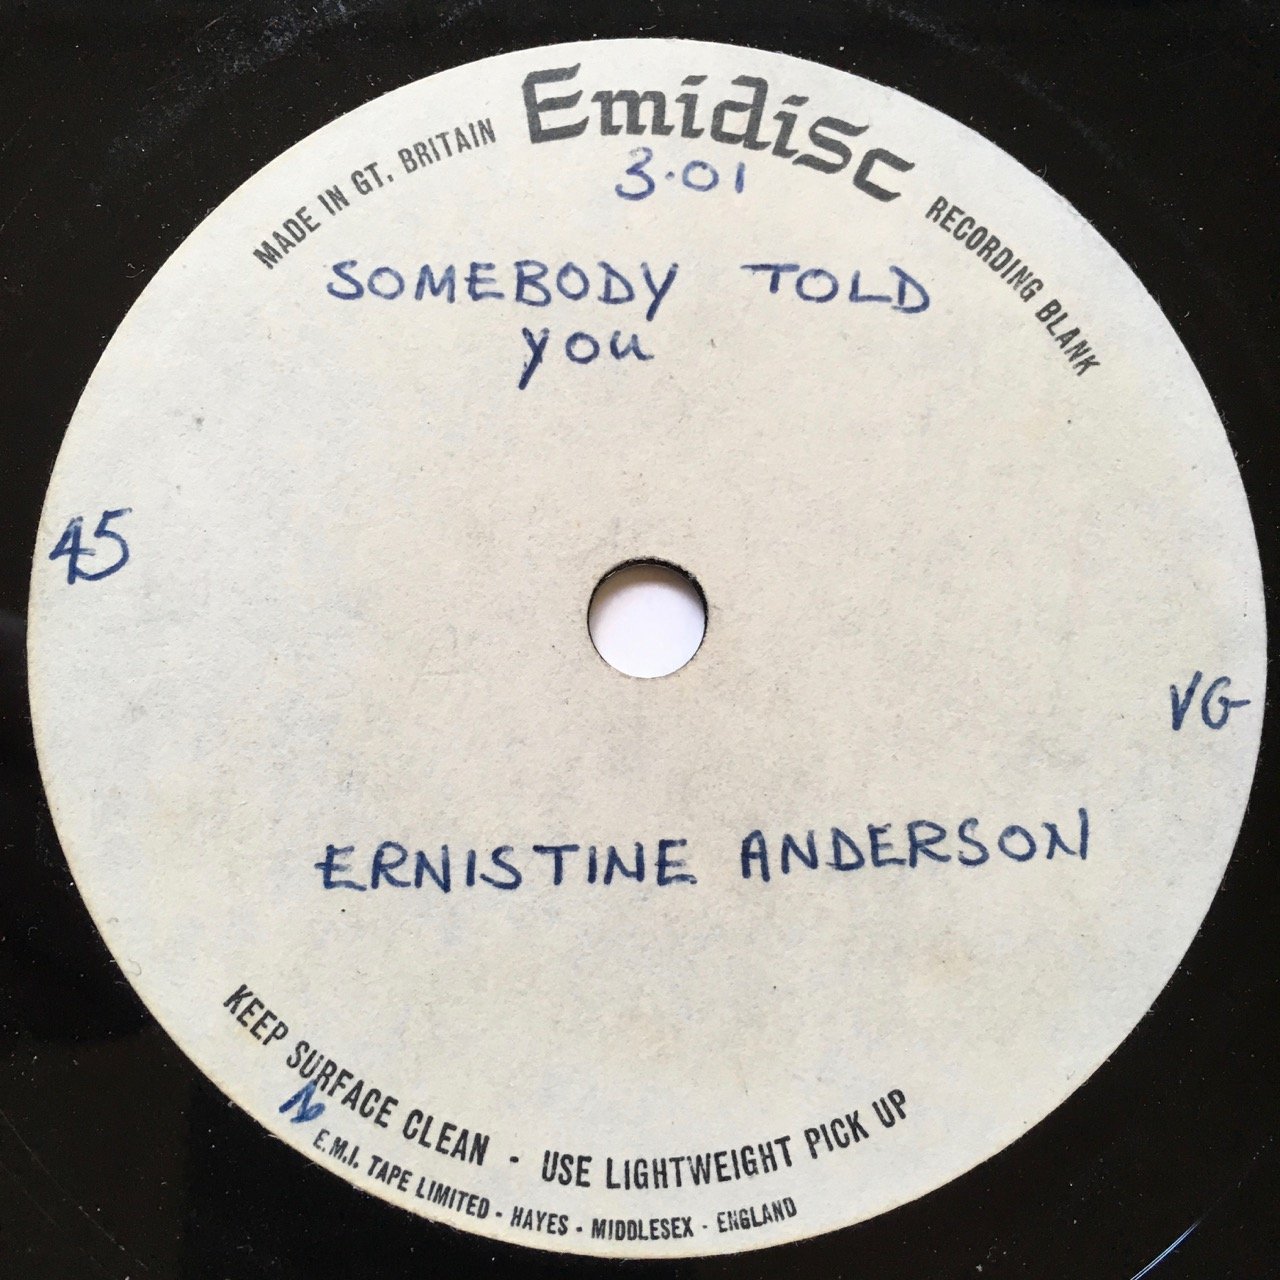 Emidisc
MADE IN GT. BRITAIN
RECORDING BLANK
3.01
SOMEBODY TOLD
you
45
VG
ERNISTINE ANDERSON
KEEP SURFACE CLEAN - USE LIGHTWEIGHT PICK UP
E.M.I. TAPE LIMITED - HAYES - MIDDLESEX - ENGLAND